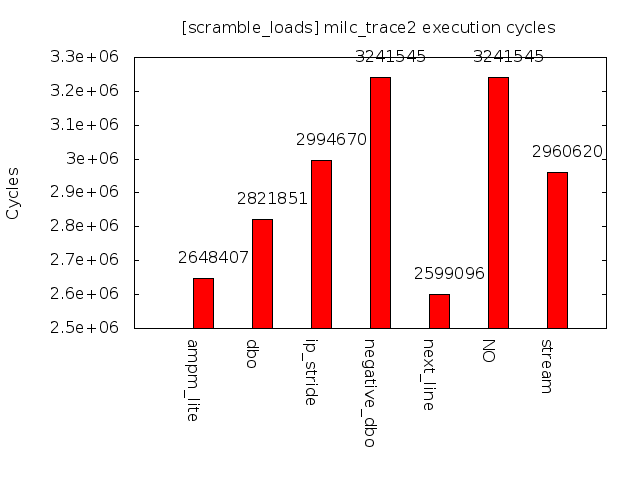 [scramble_loads] milc_trace2 execution cycles
3.3e+06
3.2e+06
3.1e+06
3e+06
2.9e+06
2.8e+06
2.7e+06
2.6e+06
2.5e+06
Cycles
2648407
2821851
2994670
3241545
2599096
3241545
2960620
ampm_lite
dbo
ip_stride
negative_dbo
next_line
NO
stream